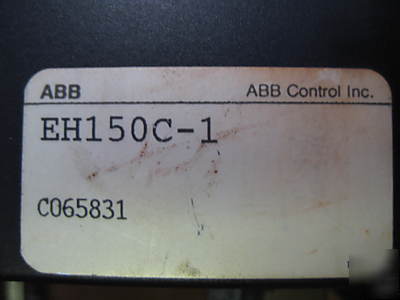 ABB ABB Control Inc.
EH150C-1
C065831